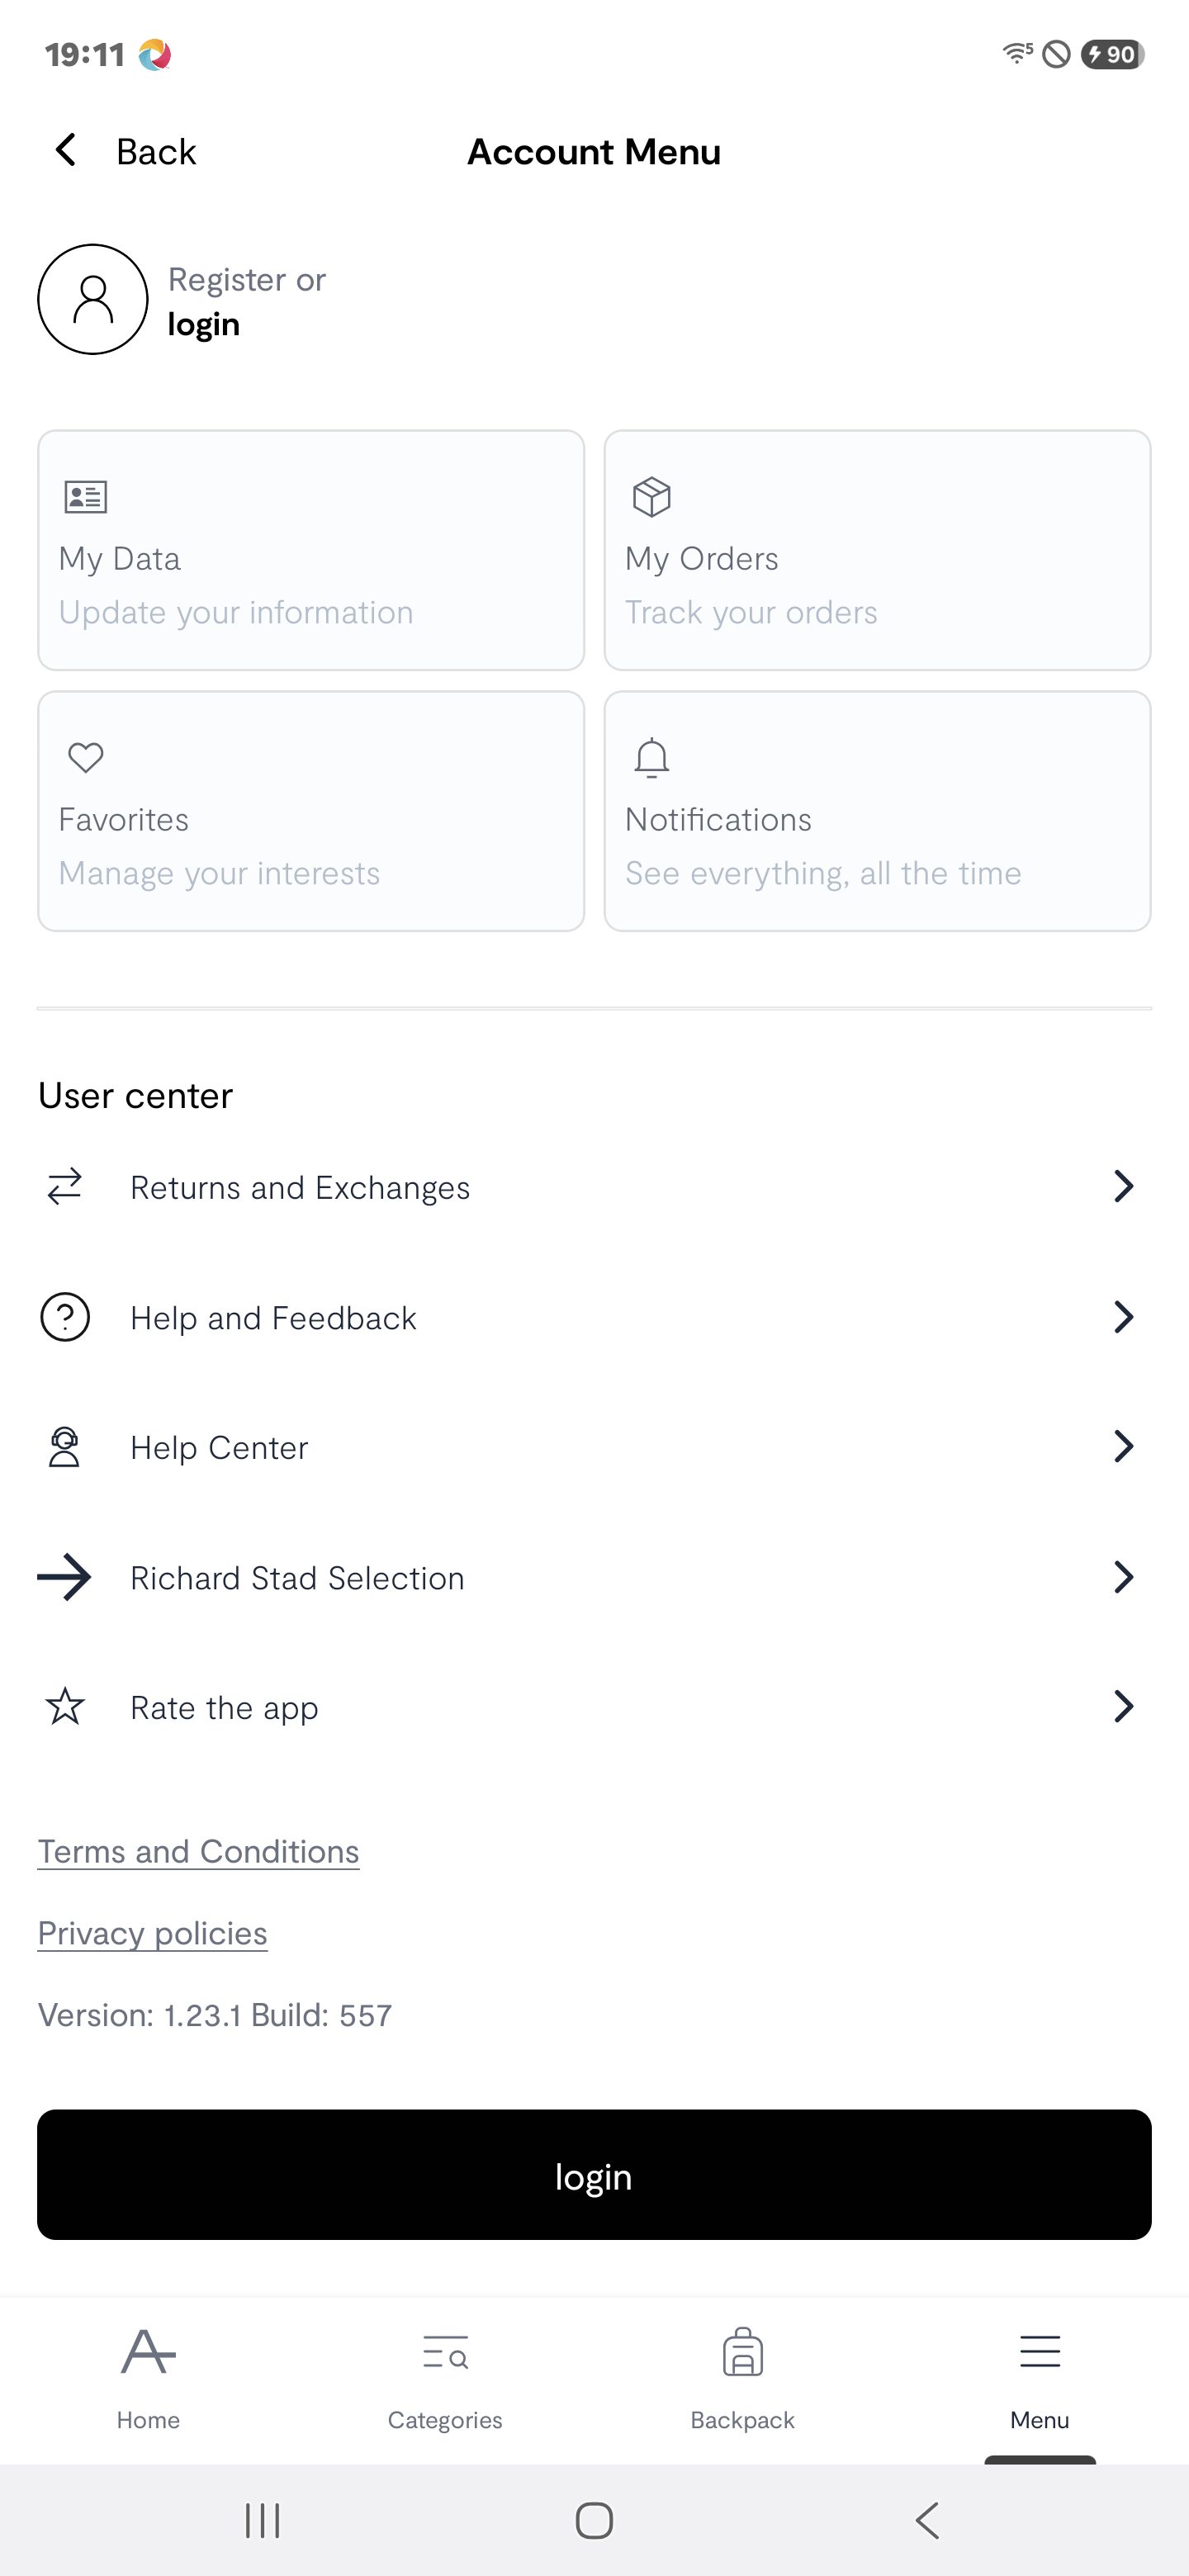 19:11
5
90
Back
Account Menu
Register or
login
My Data
Update your information
My Orders
Track your orders
Favorites
Manage your interests
Notifications
See everything, all the time
User center
Returns and Exchanges
Help and Feedback
Help Center
Richard Stad Selection
Rate the app
Terms and Conditions
Privacy policies
Version: 1.23.1 Build: 557
login
Home
Categories
Backpack
Menu